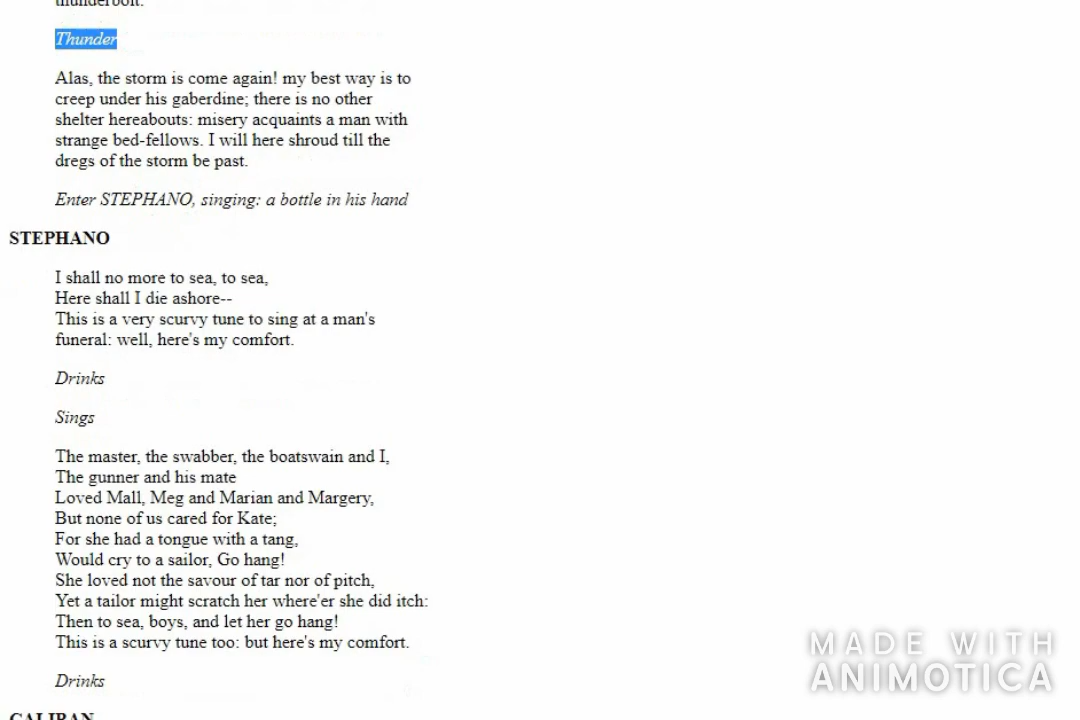 thunderbolt.
Thunder
Alas, the storm is come again! my best way is to
creep under his gaberdine; there is no other
shelter hereabouts: misery acquaints a man with
strange bed-fellows. I will here shroud till the
dregs of the storm be past.
Enter STEPHANO, singing: a bottle in his hand
STEPHANO
I shall no more to sea, to sea,
Here shall I die ashore--
This is a very scurvy tune to sing at a man's
funeral: well, here's my comfort.
Drinks
Sings
The master, the swabber, the boatswain and I,
The gunner and his mate
Loved Mall, Meg and Marian and Margery,
But none of us cared for Kate;
For she had a tongue with a tang,
Would cry to a sailor, Go hang!
She loved not the savour of tar nor of pitch,
Yet a tailor might scratch her where'er she did itch:
Then to sea, boys, and let her go hang!
This is a scurvy tune too: but here's my comfort.
Drinks
CALIBAN
MADE WITH
ANIMOTICA